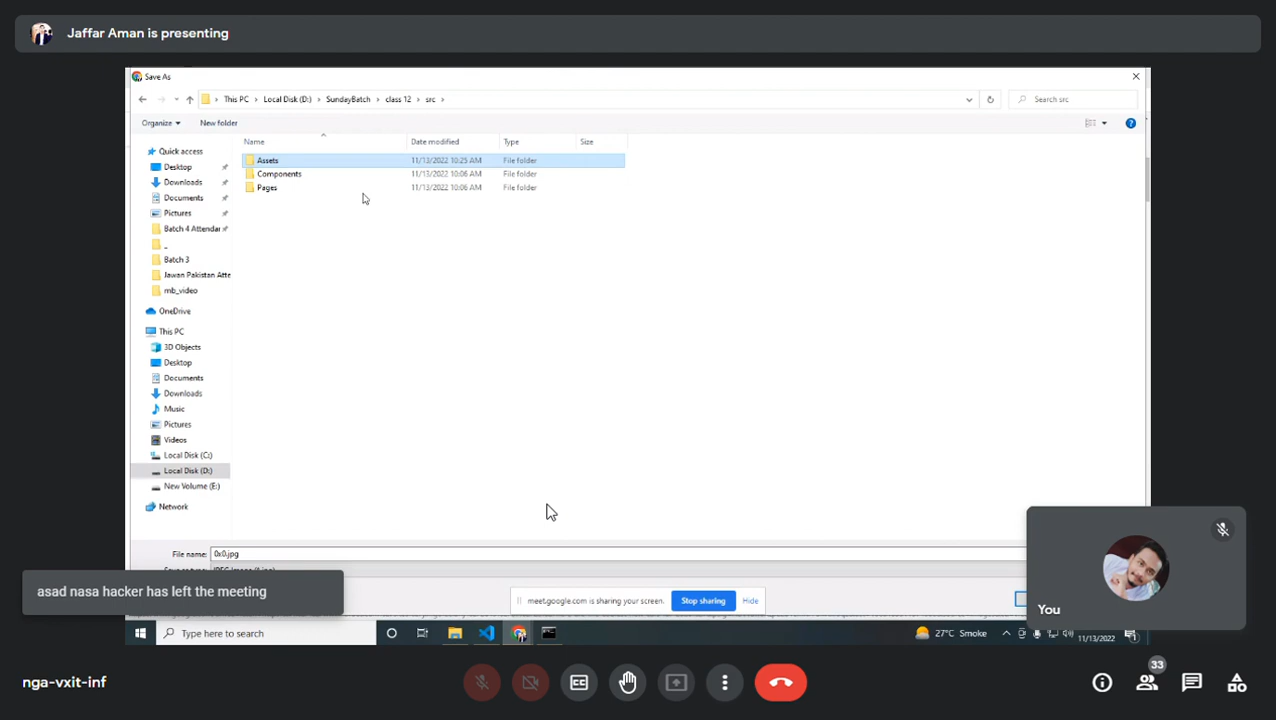 Jaffar Aman is presenting
Save As
This PC > Local Disk (D:) > SundayBatch > class 12 > src >
Search src
Organize
New folder
Name
Date modified
Type
Size
Assets 11/13/2022 10:25 AM File folder
Components 11/13/2022 10:06 AM File folder
Pages 11/13/2022 10:06 AM File folder
Quick access
Desktop
Downloads
Documents
Pictures
Batch 4 Attendar
_
Batch 3
Jawan Pakistan Atte
mb_video
OneDrive
This PC
3D Objects
Desktop
Documents
Downloads
Music
Pictures
Videos
Local Disk (C:)
Local Disk (D:)
New Volume (E:)
Network
File name: 0x0.jpg
asad nasa hacker has left the meeting
meet.google.com is sharing your screen.
Stop sharing
Hide
You
Type here to search
27°C Smoke
11/13/2022
nga-vxit-inf
33